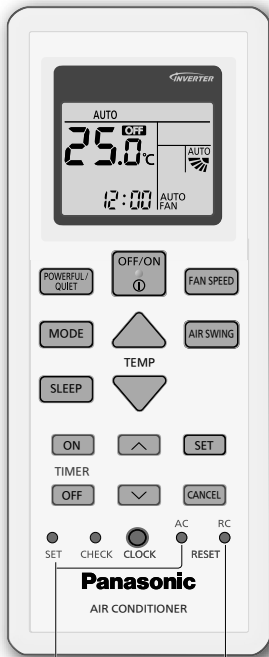 INVERTER
AUTO
OFF
25.0°C
AUTO
12:00
AUTO FAN
POWERFUL/QUIET
OFF/ON
FAN SPEED
MODE
AIR SWING
TEMP
SLEEP
ON
SET
TIMER
OFF
CANCEL
AC
RC
SET
CHECK
CLOCK
RESET
Panasonic
AIR CONDITIONER